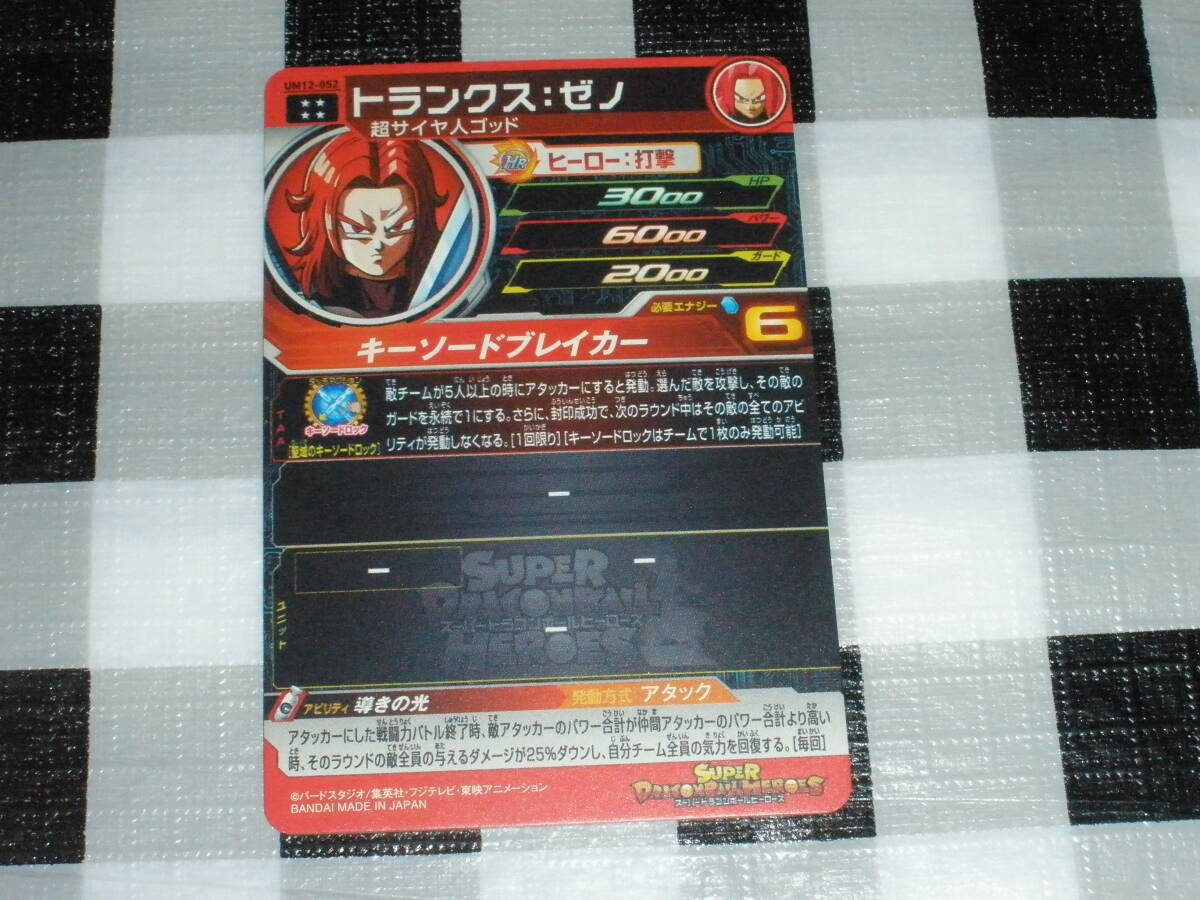 UM12-052
トランクス:ゼノ
超サイヤ人ゴッド
HR ヒーロー:打撃
HP
3000
パワー
6000
ガード
2000
必要エナジー 6
キーソードブレイカー
TAA
キーソードロック
[聖域のキーソードロック]
敵チームが5人以上の時にアタッカーにすると発動。選んだ敵を攻撃し、その敵の
ガードを永続で1にする。さらに、封印成功で、次のラウンド中はその敵の全てのアビ
リティが発動しなくなる。[1回限り][キーソードロックはチームで1枚のみ発動可能]
ー
ユニット
ー
ー
ー
SUPER
DRAGONBALL
スーパードラゴンボールヒーローズ
HEROES
アビリティ 導きの光
発動方式 アタック
アタッカーにした戦闘力バトル終了時、敵アタッカーのパワー合計が仲間アタッカーのパワー合計より高い
時、そのラウンドの敵全員の与えるダメージが25%ダウンし、自分チーム全員の気力を回復する。[毎回]
©バードスタジオ/集英社・フジテレビ・東映アニメーション
BANDAI MADE IN JAPAN
SUPER
DRAGONBALL HEROES
スーパードラゴンボールヒーローズ